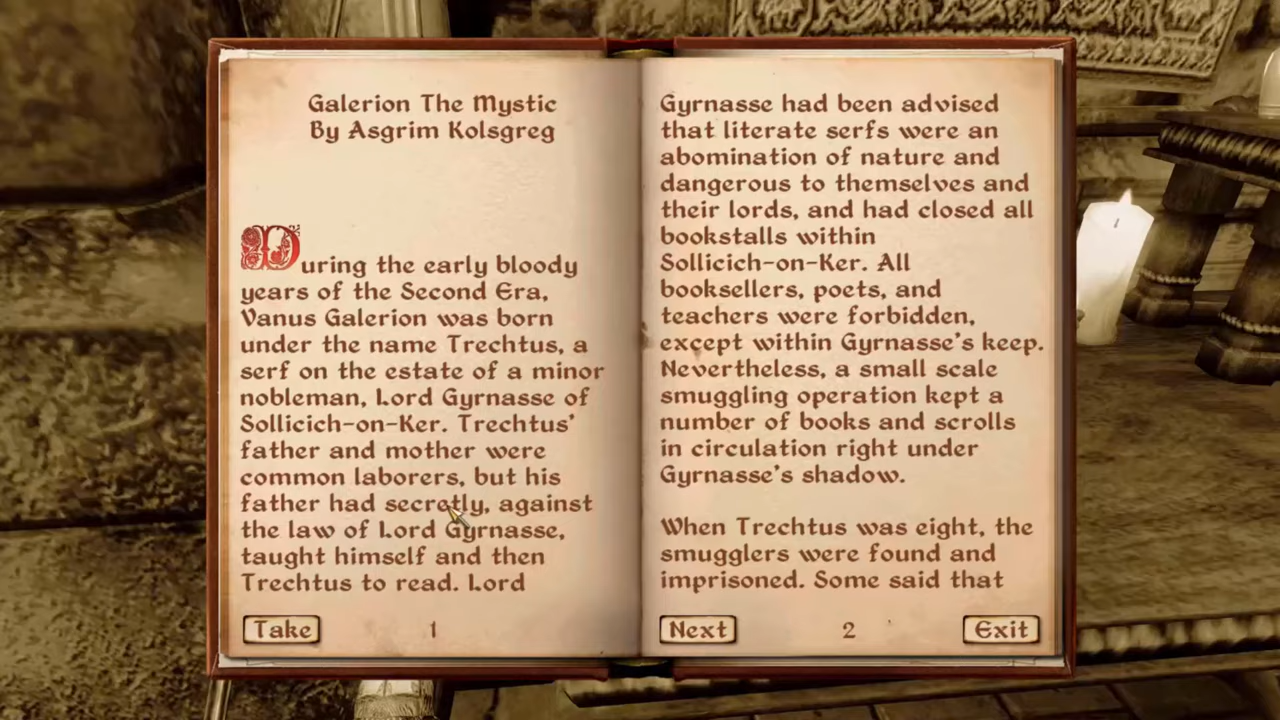 Galerion The Mystic
By Asgrim Kolsgreg
During the early bloody
years of the Second Era,
Vanus Galerion was born
under the name Trechtus, a
serf on the estate of a minor
nobleman, Lord Gyrnasse of
Sollicich-on-Ker. Trechtus'
father and mother were
common laborers, but his
father had secretly, against
the law of Lord Gyrnasse,
taught himself and then
Trechtus to read. Lord
Take
1
Gyrnasse had been advised
that literate serfs were an
abomination of nature and
dangerous to themselves and
their lords, and had closed all
bookstalls within
Sollicich-on-Ker. All
booksellers, poets, and
teachers were forbidden,
except within Gyrnasse's keep.
Nevertheless, a small scale
smuggling operation kept a
number of books and scrolls
in circulation right under
Gyrnasse's shadow.
When Trechtus was eight, the
smugglers were found and
imprisoned. Some said that
Next
2
Exit